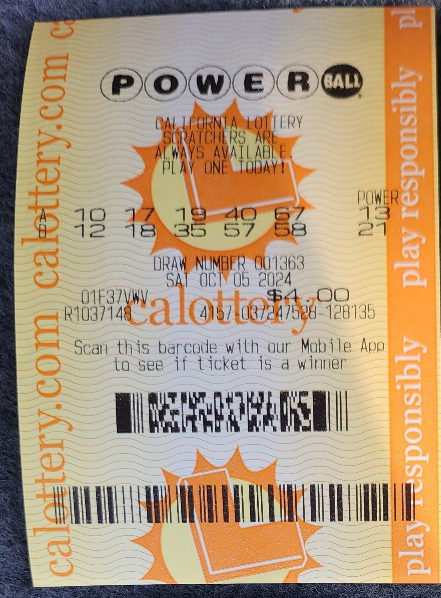 POWERBALL
CALIFORNIA LOTTERY
SCRATCHERS ARE
ALWAYS AVAILABLE
PLAY ONE TODAY!
POWER
A 10 17 19 40 67 13
B 12 18 35 57 58 21
DRAW NUMBER 001363
SAT OCT 05 2024
01F37VWV $4.00
calottery
R1037148 4157-037247528-128135
Scan this barcode with our Mobile App
to see if ticket is a winner
calottery.com calottery.com ca
play responsibly play responsibly pl